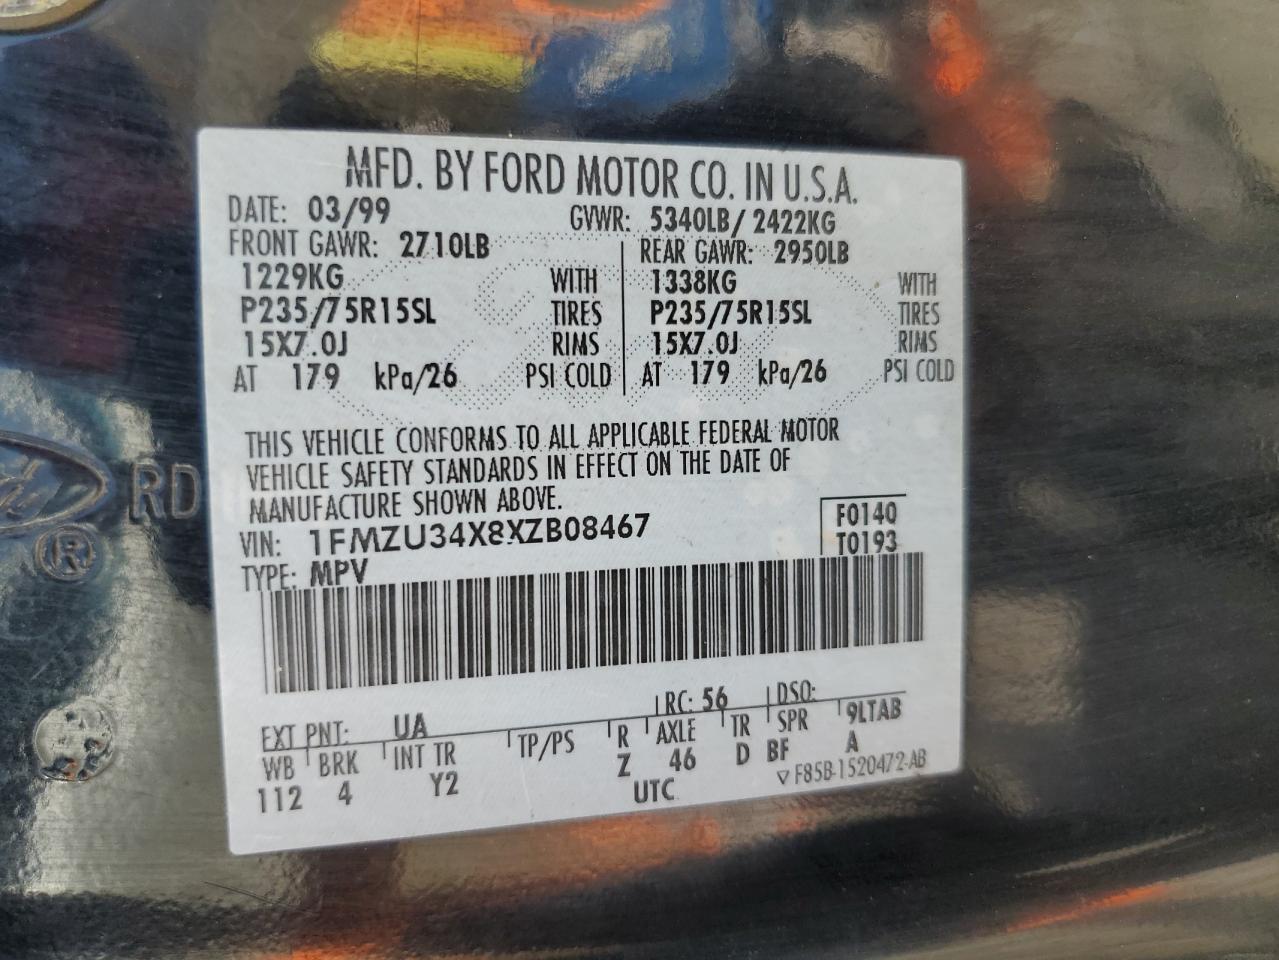 MFD. BY FORD MOTOR CO. IN U.S.A.
DATE: 03/99 GVWR: 5340LB/ 2422KG
FRONT GAWR: 2710LB REAR GAWR: 2950LB
1229KG WITH 1338KG WITH
P235/75R15SL TIRES P235/75R15SL TIRES
15X7.0J RIMS 15X7.0J RIMS
AT 179 kPa/26 PSI COLD AT 179 kPa/26 PSI COLD
THIS VEHICLE CONFORMS TO ALL APPLICABLE FEDERAL MOTOR
VEHICLE SAFETY STANDARDS IN EFFECT ON THE DATE OF
MANUFACTURE SHOWN ABOVE.
VIN: 1FMZU34X8XZB08467 F0140
TYPE: MPV T0193
RC: 56 DSO:
EXT PNT: UA
WB BRK INT TR TP/PS R AXLE TR SPR 9LTAB
112 4 Y2 Z 46 D BF A
UTC ▽ F85B-1520472-AB
RD
®